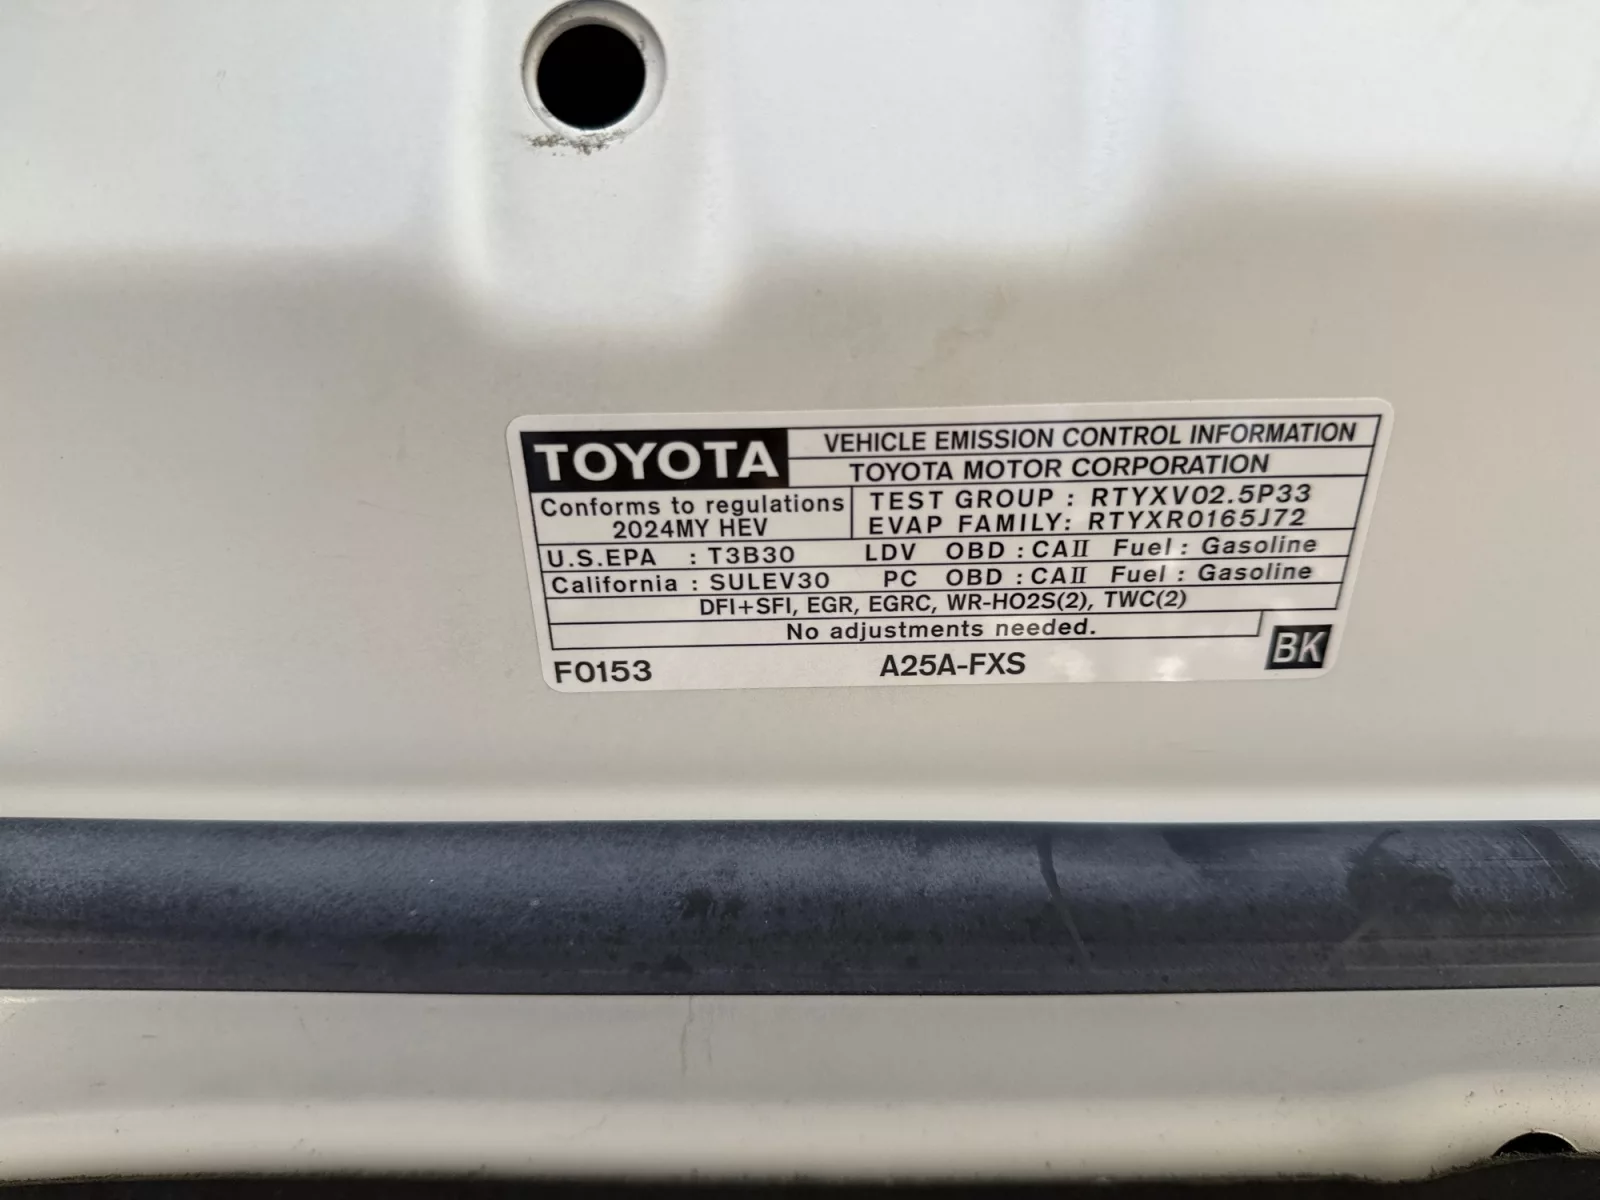 TOYOTA
VEHICLE EMISSION CONTROL INFORMATION
TOYOTA MOTOR CORPORATION
Conforms to regulations
2024MY HEV
TEST GROUP : RTYXV02.5P33
EVAP FAMILY: RTYXR0165J72
U.S.EPA : T3B30 LDV OBD : CAII Fuel : Gasoline
California : SULEV30 PC OBD : CAII Fuel : Gasoline
DFI+SFI, EGR, EGRC, WR-HO2S(2), TWC(2)
No adjustments needed.
F0153 A25A-FXS BK